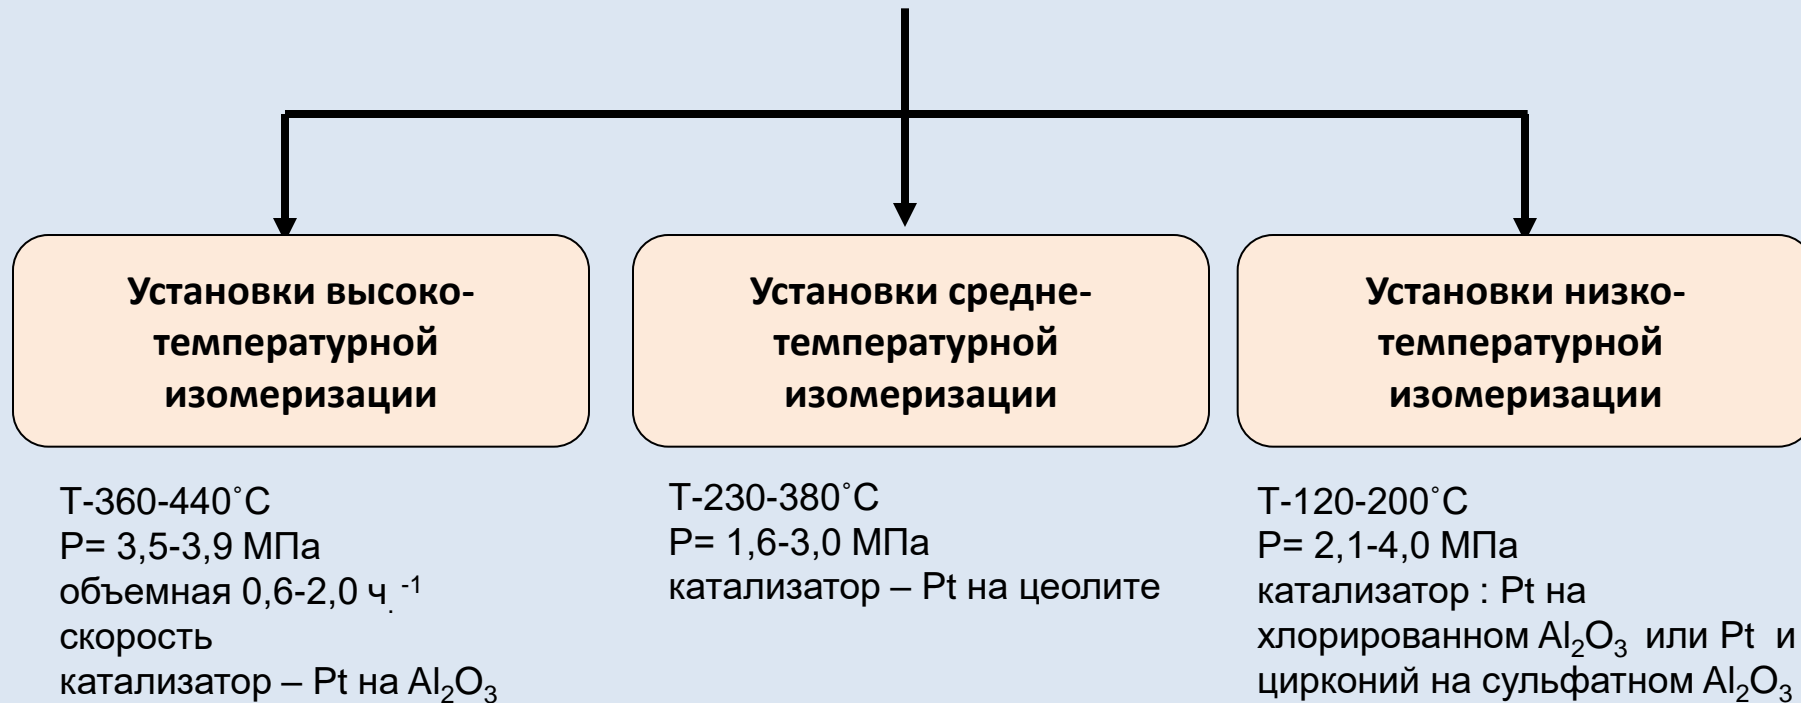 Установки высоко-
температурной
изомеризации
Т-360-440˚С
Р= 3,5-3,9 МПа
объемная 0,6-2,0 ч. ⁻¹
скорость
катализатор – Pt на Al₂O₃
Установки средне-
температурной
изомеризации
Т-230-380˚С
Р= 1,6-3,0 МПа
катализатор – Pt на цеолите
Установки низко-
температурной
изомеризации
Т-120-200˚С
Р= 2,1-4,0 МПа
катализатор : Pt на
хлорированном Al₂O₃ или Pt и
цирконий на сульфатном Al₂O₃